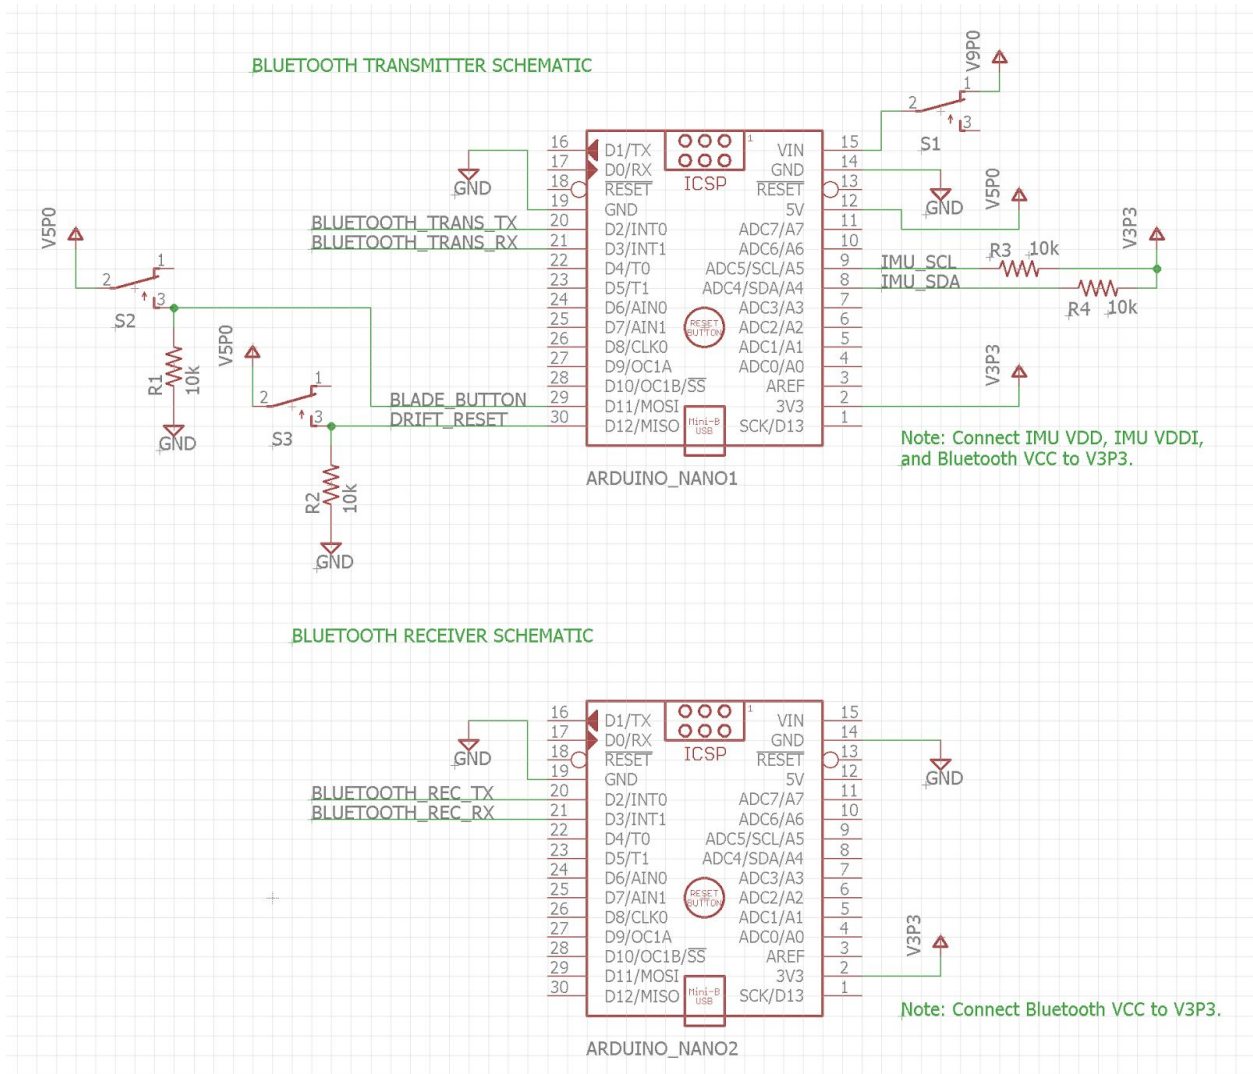 BLUETOOTH TRANSMITTER SCHEMATIC
V9P0
1
2
3
S1
16 D1/TX VIN 15
17 D0/RX GND 14
18 RESET RESET 13
19 GND 5V 12
20 D2/INT0 ADC7/A7 11
21 D3/INT1 ADC6/A6 10
22 D4/T0 ADC5/SCL/A5 9
23 D5/T1 ADC4/SDA/A4 8
24 D6/AIN0 ADC3/A3 7
25 D7/AIN1 ADC2/A2 6
26 D8/CLK0 ADC1/A1 5
27 D9/OC1A ADC0/A0 4
28 D10/OC1B/SS AREF 3
29 D11/MOSI 3V3 2
30 D12/MISO SCK/D13 1
1
ICSP
RESET
BUTTON
Mini-B
USB
ARDUINO_NANO1
GND
BLUETOOTH_TRANS_TX
BLUETOOTH_TRANS_RX
V5P0
1
2
3
S2
R1
10k
GND
V5P0
1
2
3
S3
R2
10k
GND
BLADE_BUTTON
DRIFT_RESET
GND
V5P0
V3P3
IMU_SCL
R3
10k
IMU_SDA
R4
10k
V3P3
Note: Connect IMU VDD, IMU VDDI,
and Bluetooth VCC to V3P3.
BLUETOOTH RECEIVER SCHEMATIC
16 D1/TX VIN 15
17 D0/RX GND 14
18 RESET RESET 13
19 GND 5V 12
20 D2/INT0 ADC7/A7 11
21 D3/INT1 ADC6/A6 10
22 D4/T0 ADC5/SCL/A5 9
23 D5/T1 ADC4/SDA/A4 8
24 D6/AIN0 ADC3/A3 7
25 D7/AIN1 ADC2/A2 6
26 D8/CLK0 ADC1/A1 5
27 D9/OC1A ADC0/A0 4
28 D10/OC1B/SS AREF 3
29 D11/MOSI 3V3 2
30 D12/MISO SCK/D13 1
1
ICSP
RESET
BUTTON
Mini-B
USB
ARDUINO_NANO2
GND
BLUETOOTH_REC_TX
BLUETOOTH_REC_RX
GND
V3P3
Note: Connect Bluetooth VCC to V3P3.